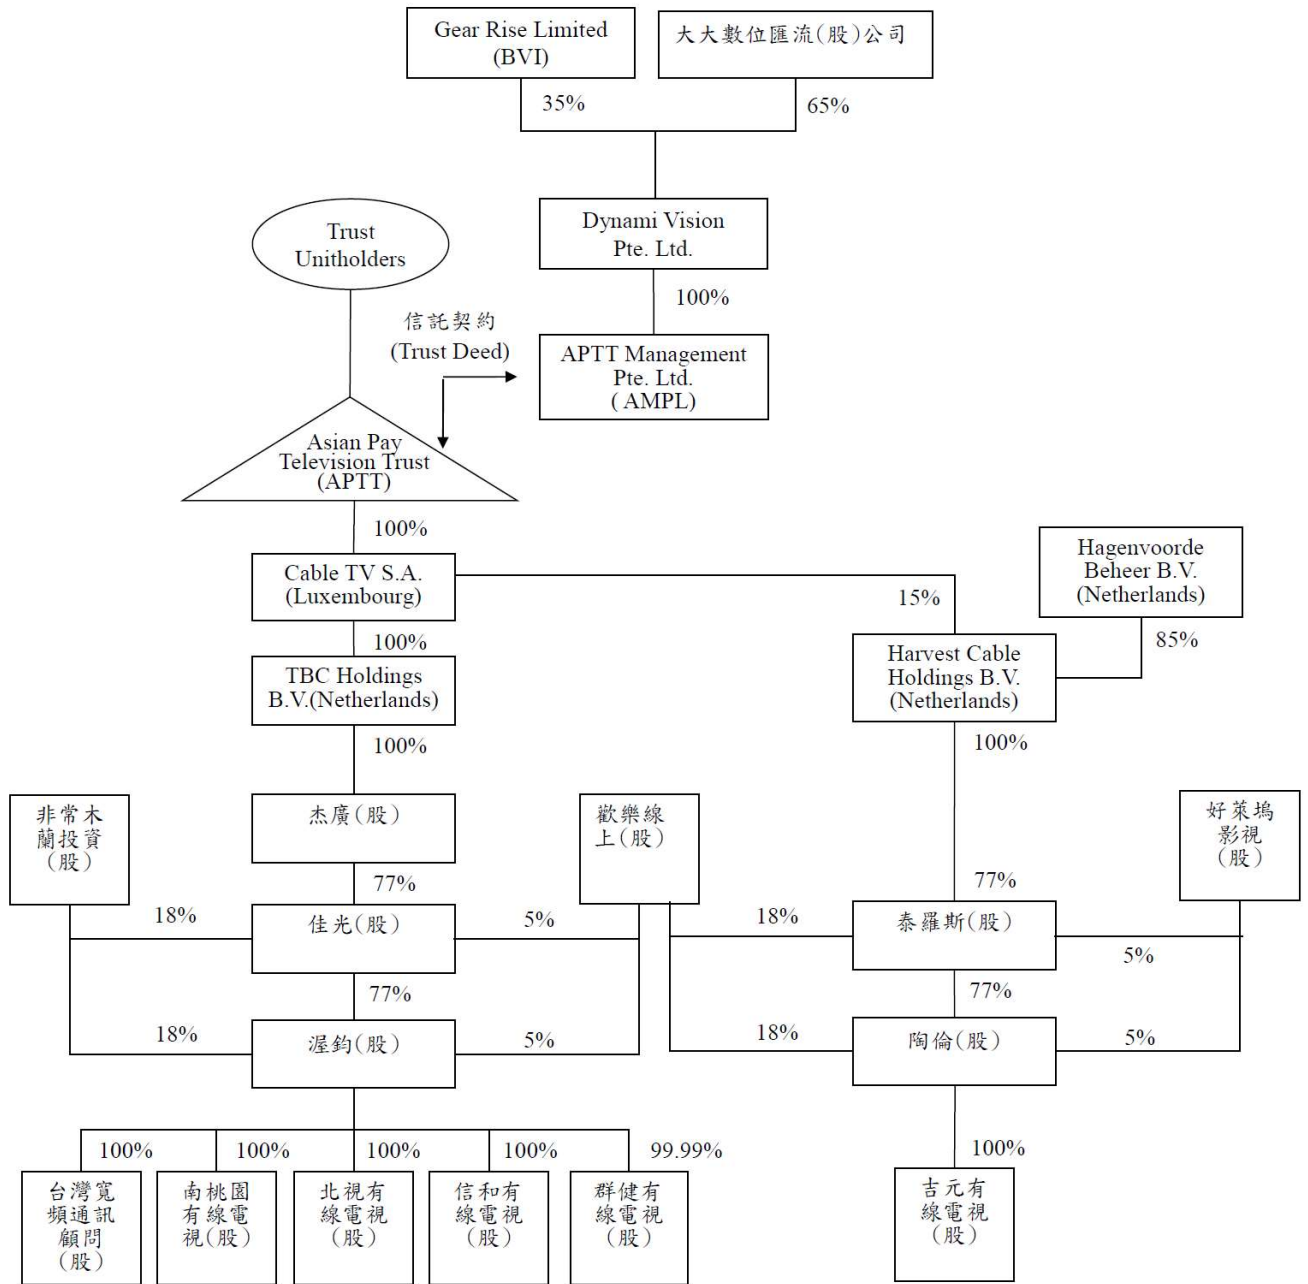 Gear Rise Limited
(BVI)
大大數位匯流(股)公司
35%
65%
Dynami Vision
Pte. Ltd.
Trust
Unitholders
100%
信託契約
(Trust Deed)
APTT Management
Pte. Ltd.
( AMPL)
Asian Pay
Television Trust
(APTT)
100%
Cable TV S.A.
(Luxembourg)
15%
Hagenvoorde
Beheer B.V.
(Netherlands)
85%
100%
TBC Holdings
B.V.(Netherlands)
Harvest Cable
Holdings B.V.
(Netherlands)
100%
100%
非常木
蘭投資
(股)
杰廣(股)
歡樂線
上(股)
好萊塢
影視
(股)
77%
77%
18%
佳光(股)
5%
18%
泰羅斯(股)
5%
77%
77%
18%
渥鈞(股)
5%
18%
陶倫(股)
5%
100%
100%
100%
100%
99.99%
100%
台灣寬
頻通訊
顧問
(股)
南桃園
有線電
視(股)
北視有
線電視
(股)
信和有
線電視
(股)
群健有
線電視
(股)
吉元有
線電視
(股)